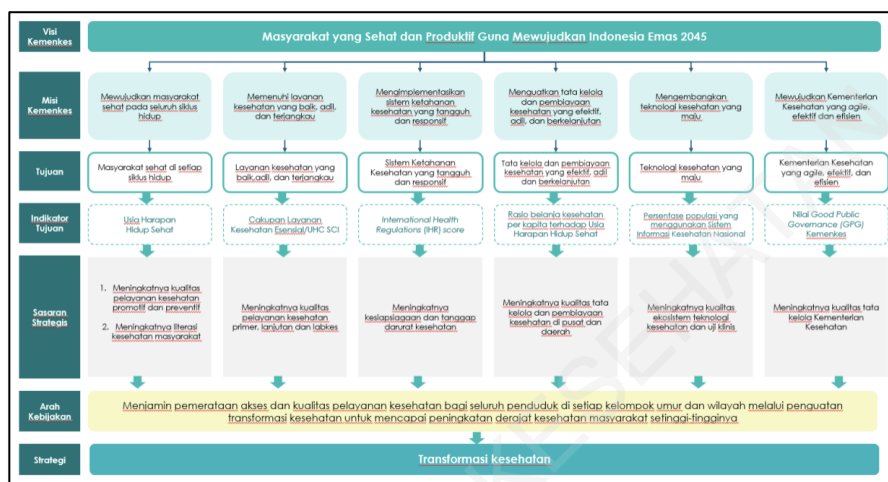 Visi
Kemenkes
Masyarakat yang Sehat dan Produktif Guna Mewujudkan Indonesia Emas 2045
Misi
Kemenkes
Mewujudkan masyarakat
sehat pada seluruh siklus
hidup
Memenuhi layanan
kesehatan yang baik, adil,
dan terjangkau
Mengimplementasikan
sistem ketahanan
kesehatan yang tangguh
dan responsif
Menguatkan tata kelola
dan pembiayaan
kesehatan yang efektif,
adil, dan berkelanjutan
Mengembangkan
teknologi kesehatan yang
maju
Mewujudkan Kementerian
Kesehatan yang agile,
efektif dan efisien
Tujuan
Masyarakat sehat di setiap
siklus hidup
Layanan kesehatan yang
baik,adil, dan terjangkau
Sistem Ketahanan
Kesehatan yang tangguh
dan responsif
Tata kelola dan pembiayaan
kesehatan yang efektif, adil
dan berkelanjutan
Teknologi kesehatan yang
maju
Kementerian Kesehatan
yang agile, efektif, dan
efisien
Indikator
Tujuan
Usia Harapan
Hidup Sehat
Cakupan Layanan
Kesehatan Esensial/UHC SCI
International Health
Regulations (IHR) score
Rasio belanja kesehatan
per kapita terhadap Usia
Harapan Hidup Sehat
Persentase populasi yang
menggunakan Sistem
Informasi Kesehatan Nasional
Nilai Good Public
Governance (GPG)
Kemenkes
Sasaran
Strategis
1. Meningkatnya kualitas
pelayanan kesehatan
promotif dan preventif
2. Meningkatnya literasi
kesehatan masyarakat
Meningkatnya kualitas
pelayanan kesehatan
primer, lanjutan dan labkes
Meningkatnya
kesiapsiagaan dan tanggap
darurat kesehatan
Meningkatnya kualitas tata
kelola dan pembiayaan
kesehatan di pusat dan
daerah
Meningkatnya kualitas
ekosistem teknologi
kesehatan dan uji klinis
Meningkatnya kualitas tata
kelola Kementerian
Kesehatan
Arah
Kebijakan
Menjamin pemerataan akses dan kualitas pelayanan kesehatan bagi seluruh penduduk di setiap kelompok umur dan wilayah melalui penguatan
transformasi kesehatan untuk mencapai peningkatan derajat kesehatan masyarakat setinggi-tingginya
Strategi
Transformasi kesehatan
KESEHATAN